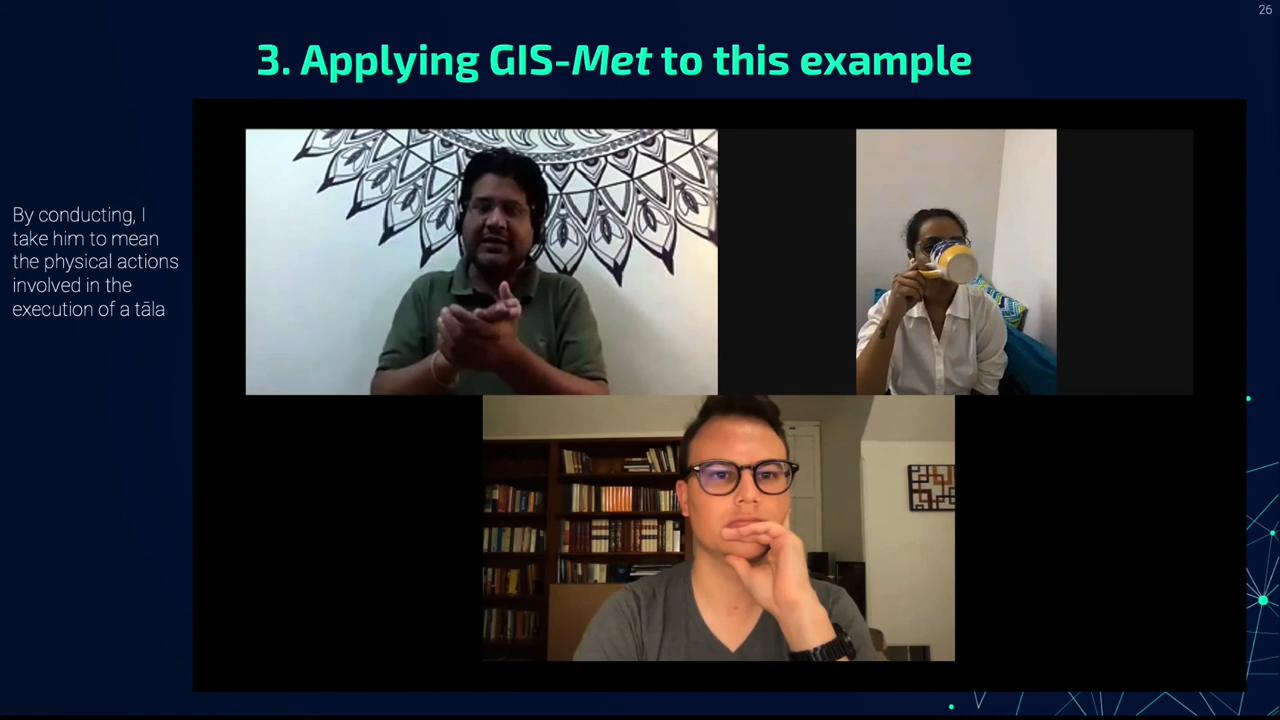 26
3. Applying GIS-Met to this example
By conducting, I
take him to mean
the physical actions
involved in the
execution of a tāla